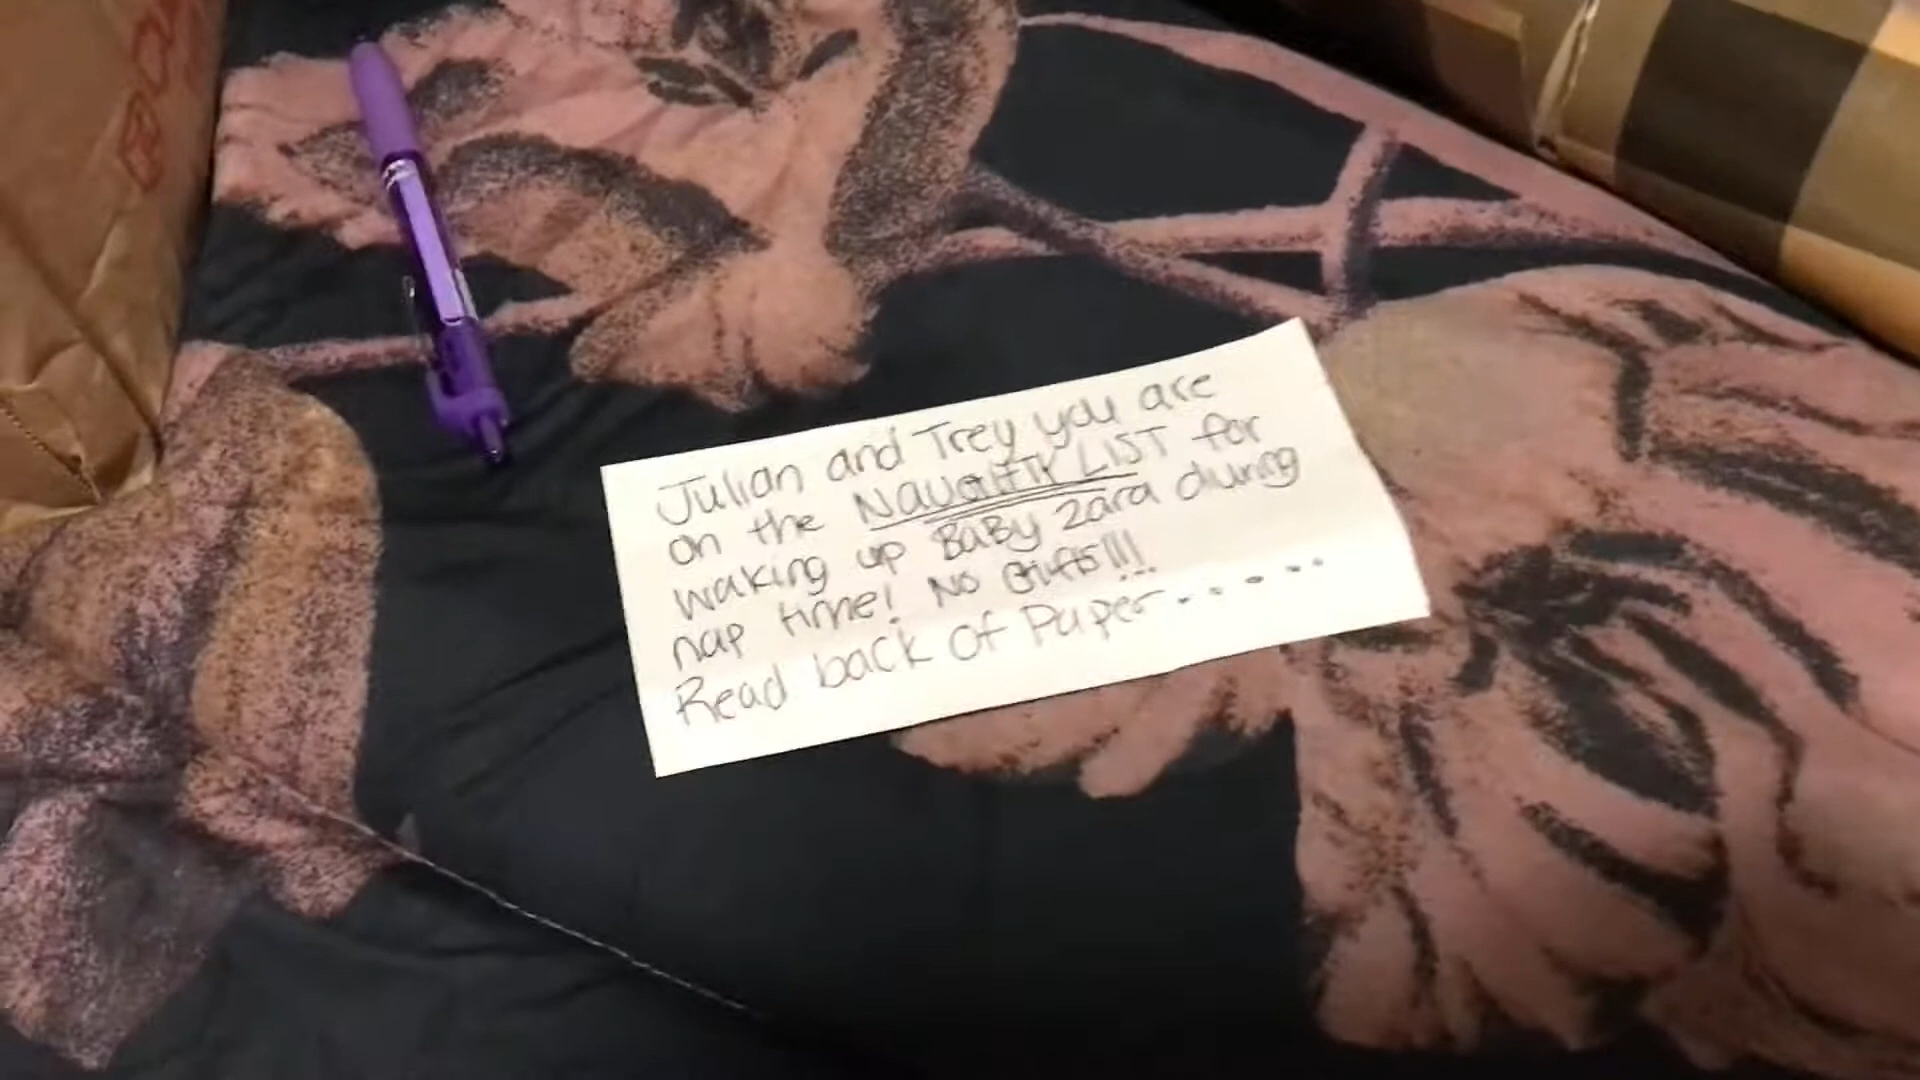 Julian and Trey you are
on the NAUGHTY LIST for
waking up BaBy Zara during
nap time! No Gifts!!!
Read back of Paper.......